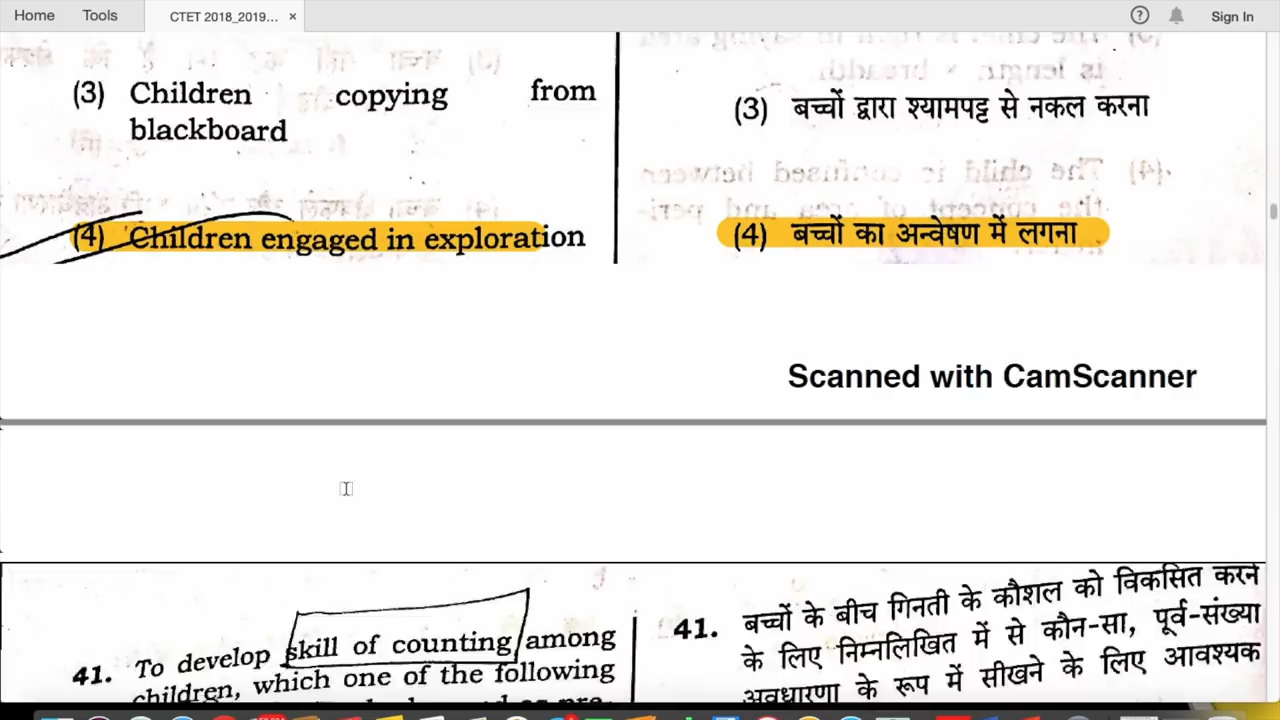 Home Tools CTET 2018_2019... × Sign In
(3) Children copying from
blackboard
(4) Children engaged in exploration
(3) बच्चों द्वारा श्यामपट्ट से नकल करना
(4) बच्चों का अन्वेषण में लगना
Scanned with CamScanner
41. To develop skill of counting among
children, which one of the following
41. बच्चों के बीच गिनती के कौशल को विकसित करने
के लिए निम्नलिखित में से कौन-सा, पूर्व-संख्या
अवधारणा के रूप में सीखने के लिए आवश्यक